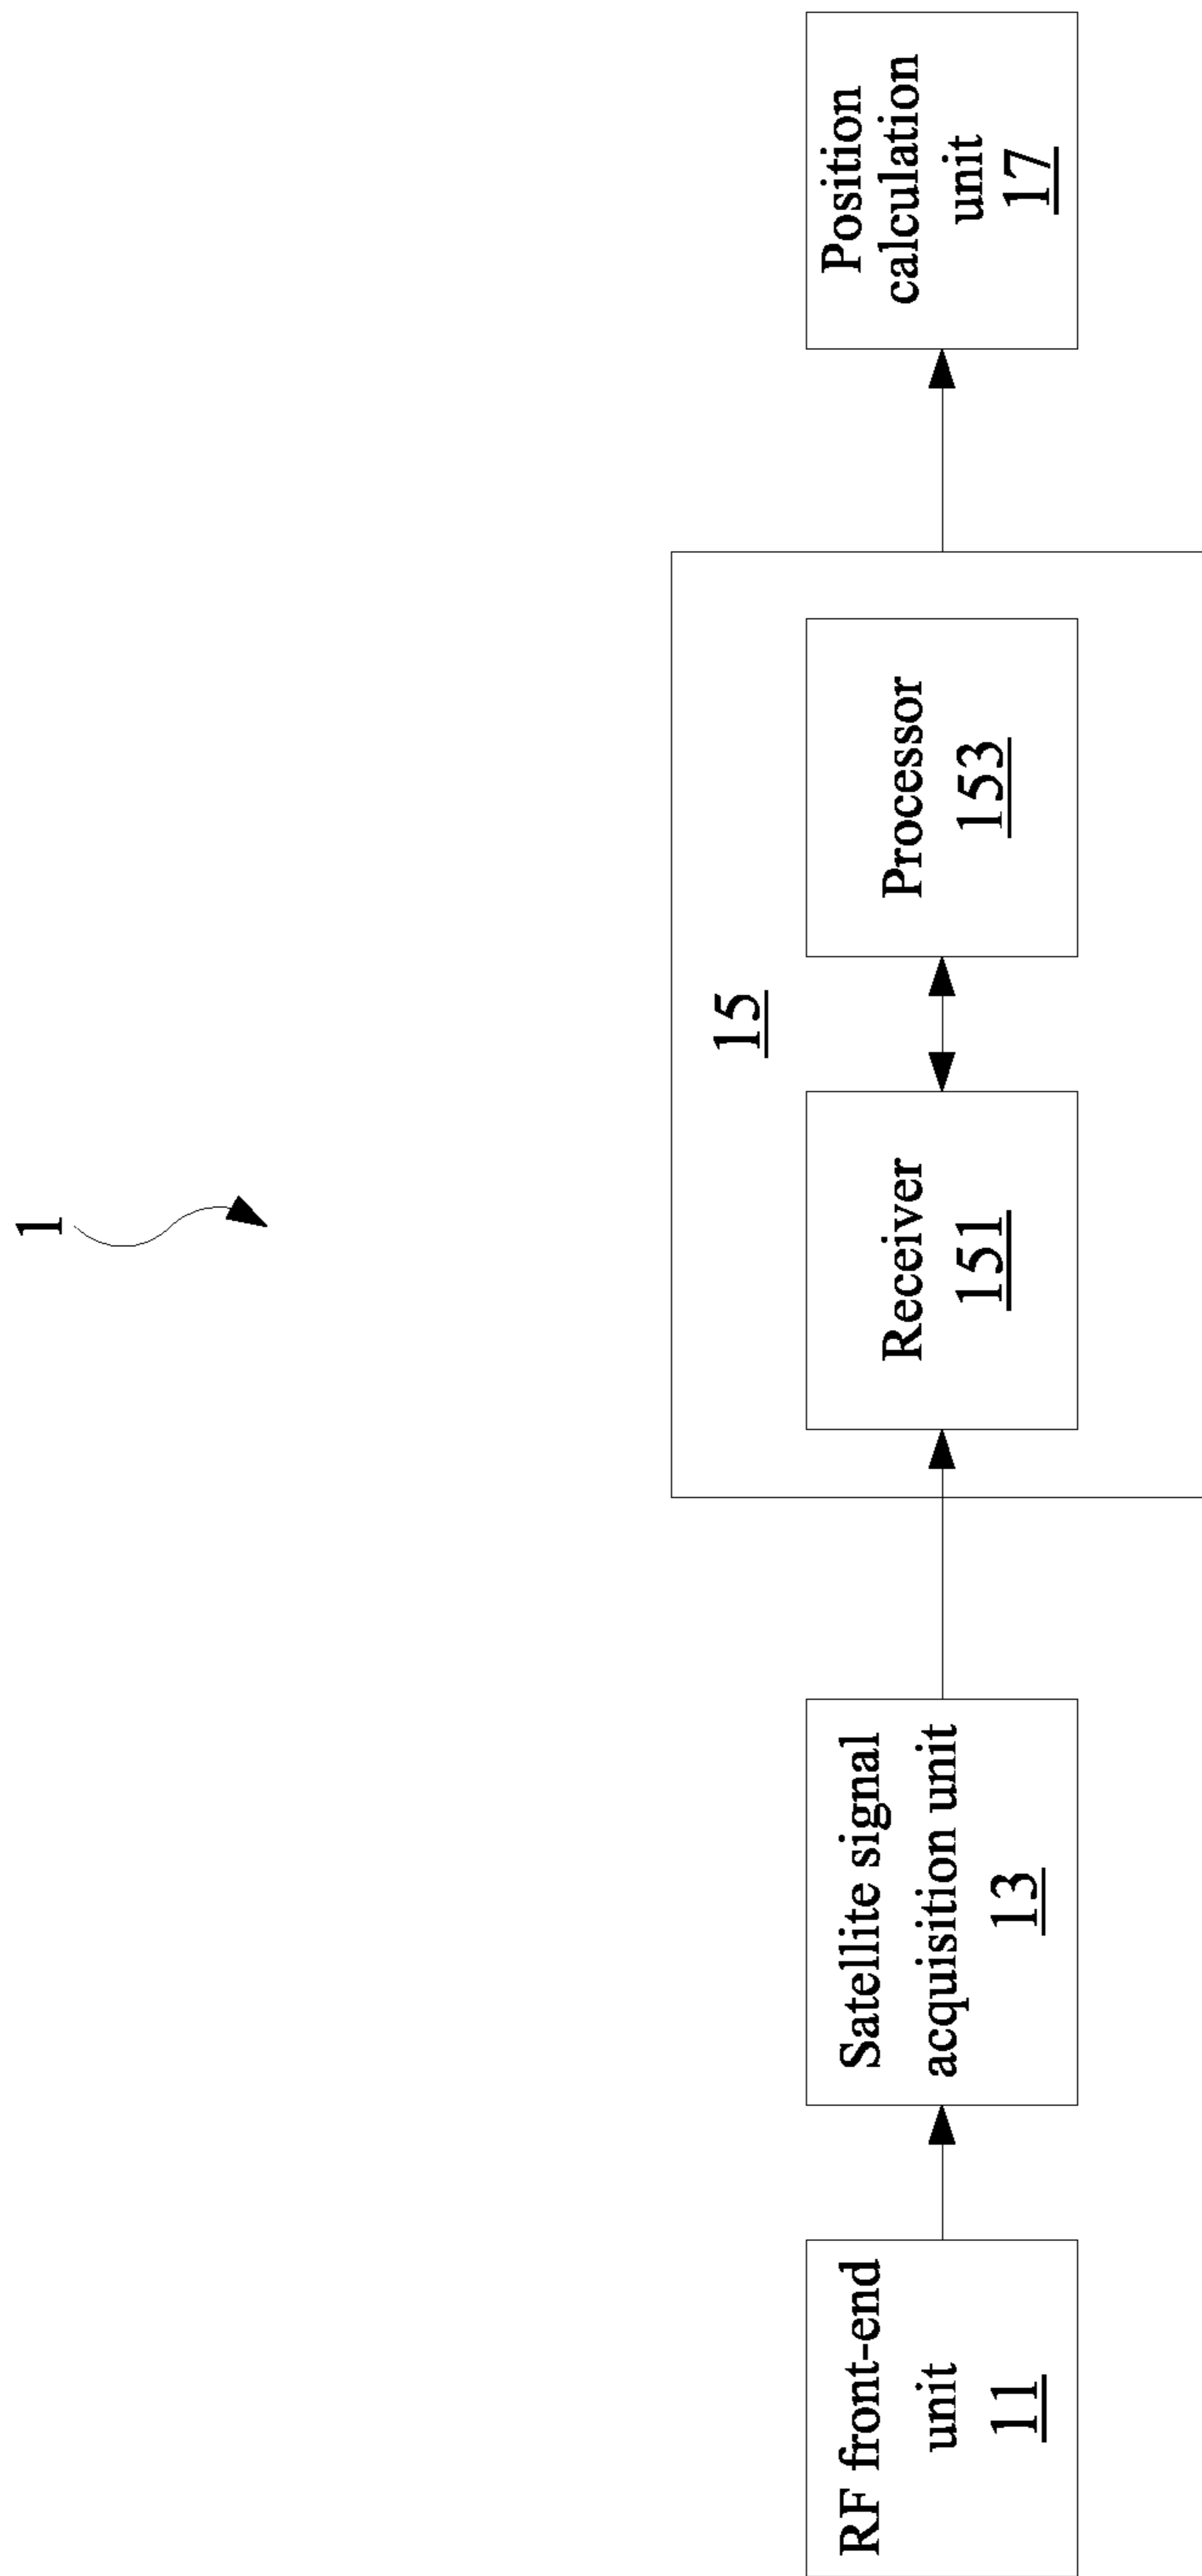 1
RF front-end
unit
11
Satellite signal
acquisition unit
13
15
Receiver
151
Processor
153
Position
calculation
unit
17